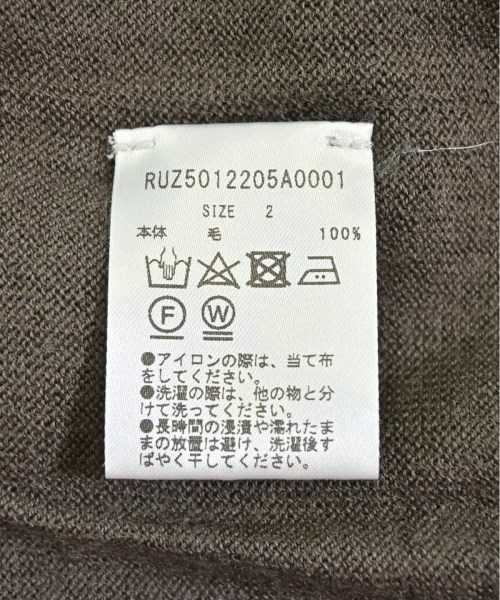 RUZ5012205A0001
SIZE 2
本体 毛 100%
F W
●アイロンの際は、当て布
をしてください。
●洗濯の際は、他の物と分
けて洗ってください。
●長時間の浸漬や濡れたま
まの放置は避け、洗濯後す
ばやく干してください。